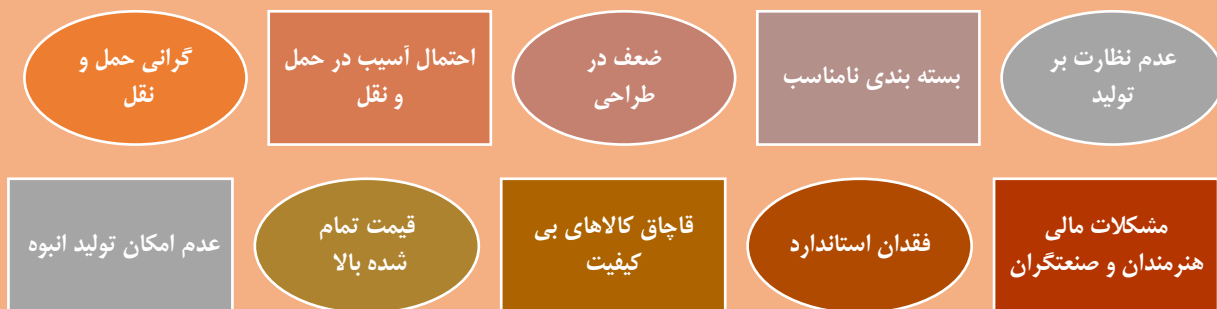 عدم نظارت بر
تولید
بسته بندی نامناسب
ضعف در
طراحی
احتمال آسیب در حمل
و نقل
گرانی حمل و
نقل
مشکلات مالی
هنرمندان و صنعتگران
فقدان استاندارد
قاچاق کالاهای بی
کیفیت
قیمت تمام
شده بالا
عدم امکان تولید انبوه